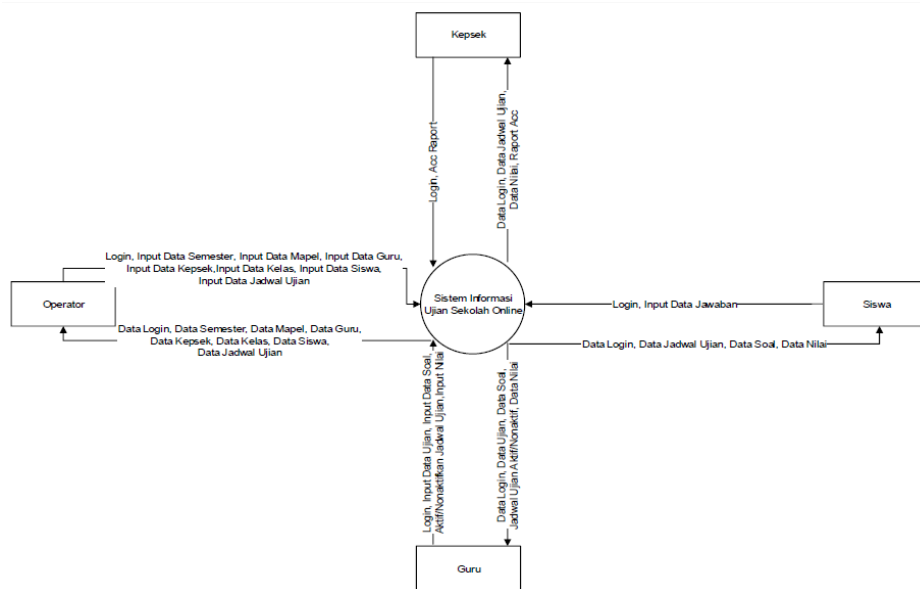 Kepsek
Login, Acc Raport
Data Login, Data Jadwal Ujian,
Data Nilai, Raport Acc
Login, Input Data Semester, Input Data Mapel, Input Data Guru,
Input Data Kepsek,Input Data Kelas, Input Data Siswa,
Input Data Jadwal Ujian
Operator
Sistem Informasi
Ujian Sekolah Online
Login, Input Data Jawaban
Siswa
Data Login, Data Semester, Data Mapel, Data Guru,
Data Kepsek, Data Kelas, Data Siswa,
Data Jadwal Ujian
Data Login, Data Jadwal Ujian, Data Soal, Data Nilai
Login, Input Data Ujian, Input Data Soal,
Aktif/Nonaktifkan Jadwal Ujian,Input Nilai
Data Login, Data Ujian, Data Soal,
Jadwal Ujian Aktif/Nonaktif, Data Nilai
Guru